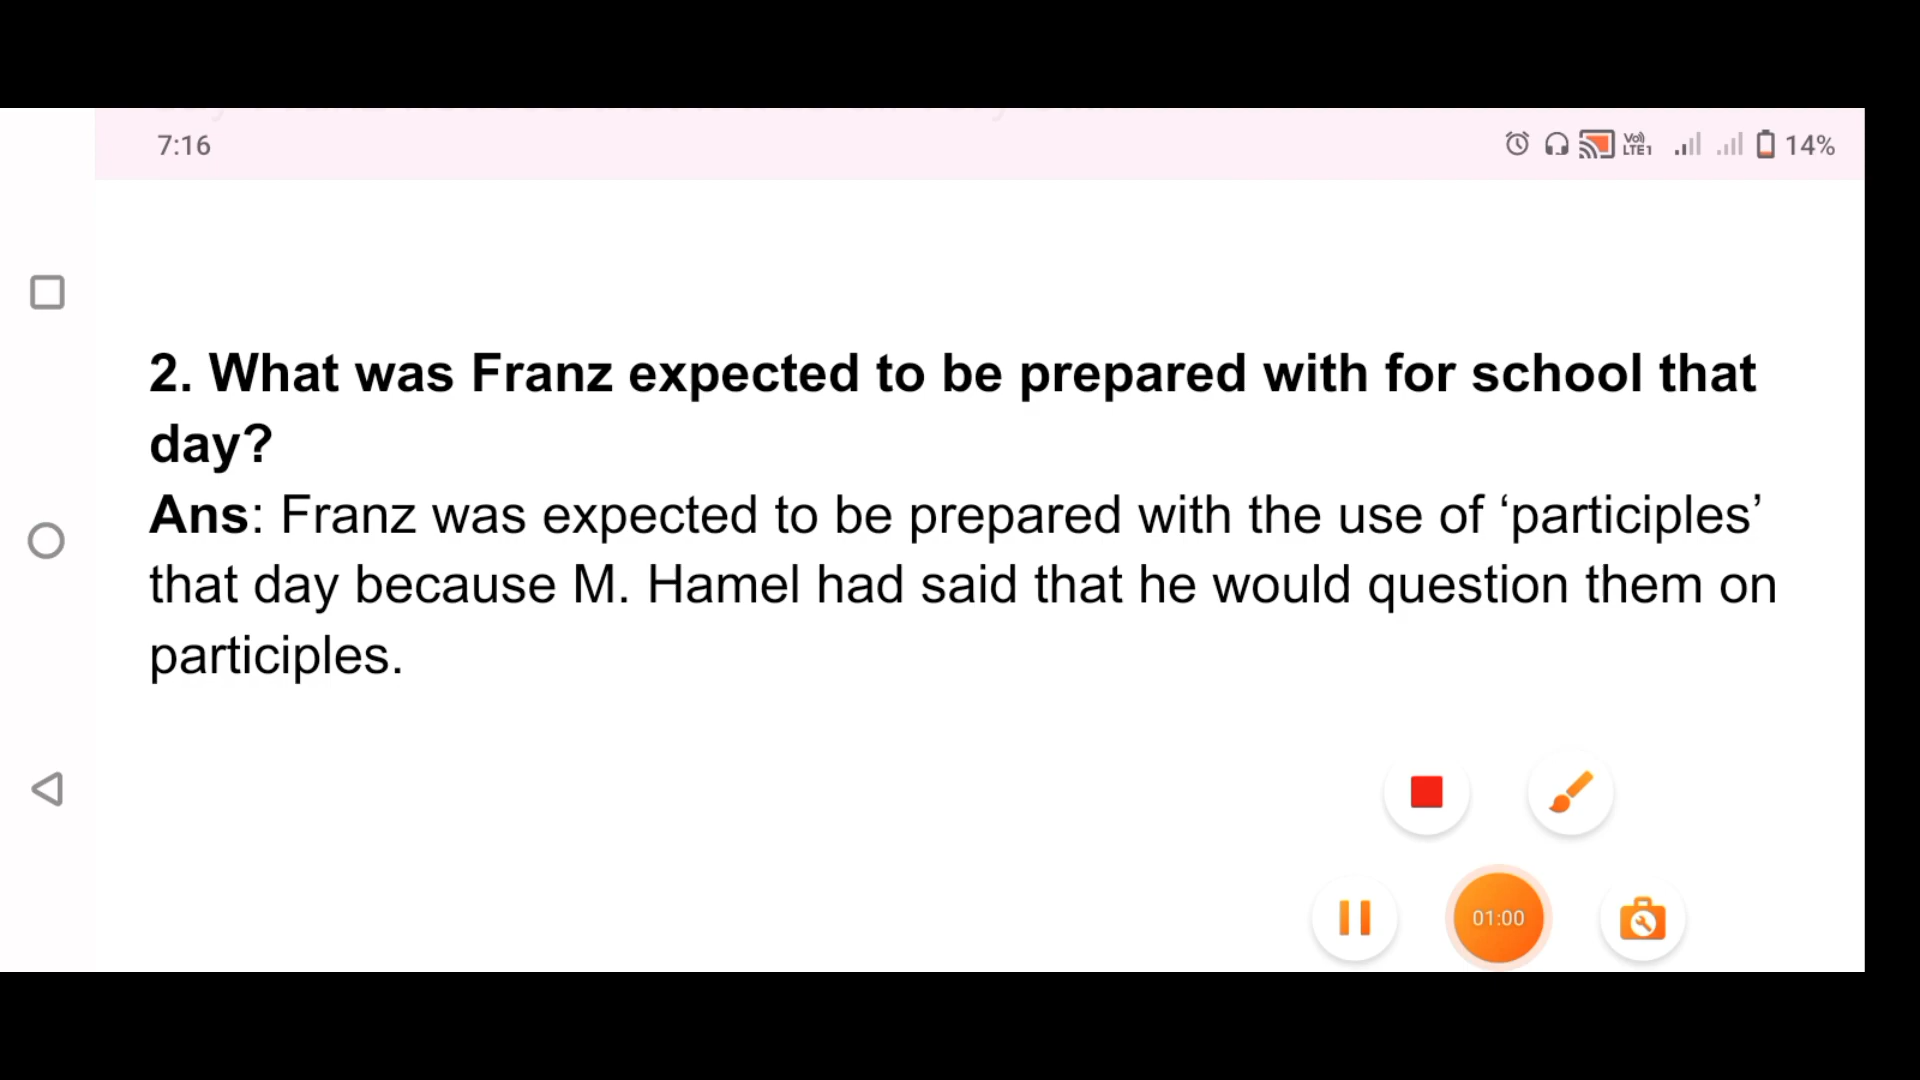 7:16
Vo)) LTE1 14%
2. What was Franz expected to be prepared with for school that
day?
Ans: Franz was expected to be prepared with the use of ‘participles’
that day because M. Hamel had said that he would question them on
participles.
01:00